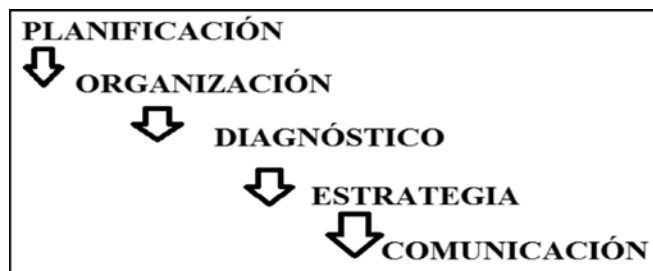 PLANIFICACIÓN
ORGANIZACIÓN
DIAGNÓSTICO
ESTRATEGIA
COMUNICACIÓN